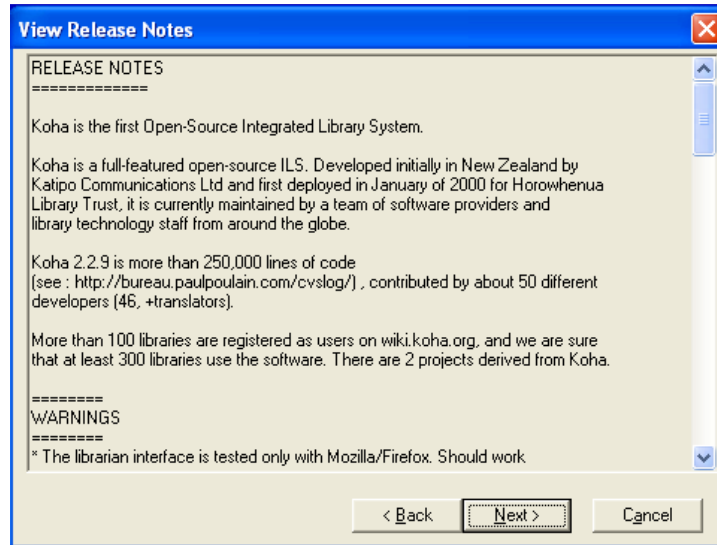 View Release Notes
RELEASE NOTES
=============
Koha is the first Open-Source Integrated Library System.
Koha is a full-featured open-source ILS. Developed initially in New Zealand by
Katipo Communications Ltd and first deployed in January of 2000 for Horowhenua
Library Trust, it is currently maintained by a team of software providers and
library technology staff from around the globe.
Koha 2.2.9 is more than 250,000 lines of code
(see : http://bureau.paulpoulain.com/cvslog/) , contributed by about 50 different
developers (46, +translators).
More than 100 libraries are registered as users on wiki.koha.org, and we are sure
that at least 300 libraries use the software. There are 2 projects derived from Koha.
========
WARNINGS
========
* The librarian interface is tested only with Mozilla/Firefox. Should work
< Back Next > Cancel